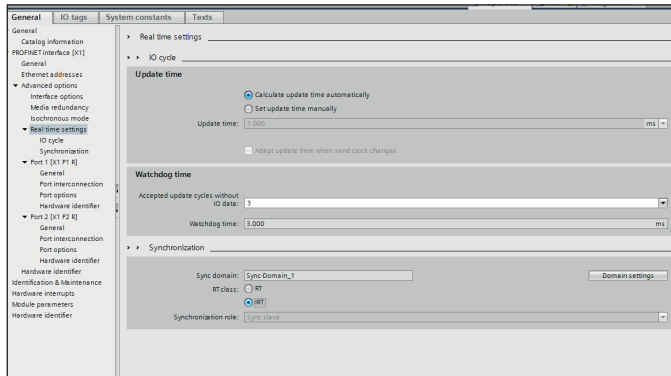 General IO tags System constants Texts
General
Catalog information
PROFINET interface [X1]
General
Ethernet addresses
Advanced options
Interface options
Media redundancy
Isochronous mode
Real time settings
IO cycle
Synchronization
Port 1 [X1 P1 R]
General
Port interconnection
Port options
Hardware identifier
Port 2 [X1 P2 R]
General
Port interconnection
Port options
Hardware identifier
Hardware identifier
Identification & Maintenance
Hardware interrupts
Module parameters
Hardware identifier
Real time settings
IO cycle
Update time
Calculate update time automatically
Set update time manually
Update time: 1.000 ms
Adapt update time when send clock changes
Watchdog time
Accepted update cycles without
IO data: 3
Watchdog time: 3.000 ms
Synchronization
Sync domain: Sync-Domain_1 Domain settings
RT class: RT
IRT
Synchronization role: Sync slave